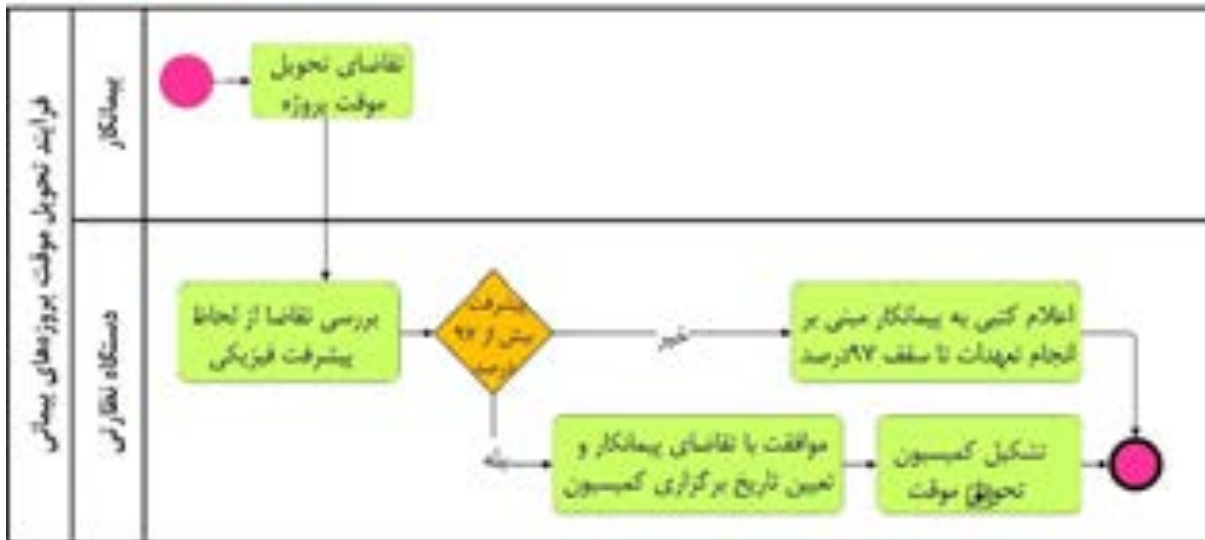 فرایند تحویل موقت پروژه‌های پیمانی
پیمانکار
تقاضای تحویل
موقت پروژه
دستگاه نظارتی
بررسی تقاضا از لحاظ
پیشرفت فیزیکی
پیشرفت
بیش از ۹۷
درصد
خیر
اعلام کتبی به پیمانکار مبنی بر
انجام تعهدات تا سقف ۹۷درصد
بله
موافقت با تقاضای پیمانکار و
تعیین تاریخ برگزاری کمیسیون
تشکیل کمیسیون
موقت